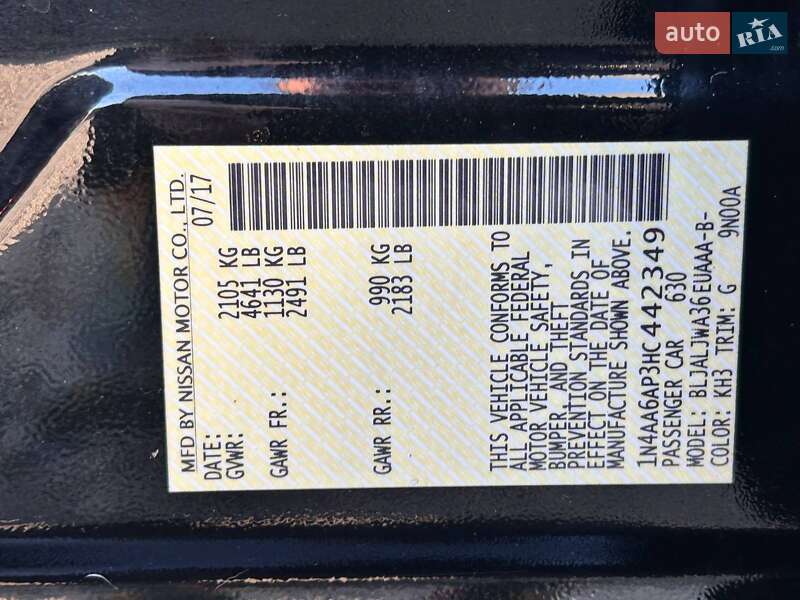 auto RIA
.com
MFD BY NISSAN MOTOR CO., LTD.
DATE: 07/17
GVWR: 2105 KG
4641 LB
GAWR FR.: 1130 KG
2491 LB
GAWR RR.: 990 KG
2183 LB
THIS VEHICLE CONFORMS TO
ALL APPLICABLE FEDERAL
MOTOR VEHICLE SAFETY,
BUMPER, AND THEFT
PREVENTION STANDARDS IN
EFFECT ON THE DATE OF
MANUFACTURE SHOWN ABOVE.
1N4AA6AP3HC442349
PASSENGER CAR 630
MODEL: BLJALJWA36EUAAA-B-
COLOR: KH3 TRIM: G 9N00A